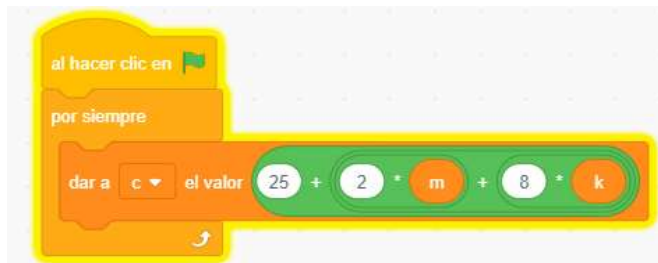 al hacer clic en
por siempre
dar a c el valor 25 + 2 * m + 8 * k